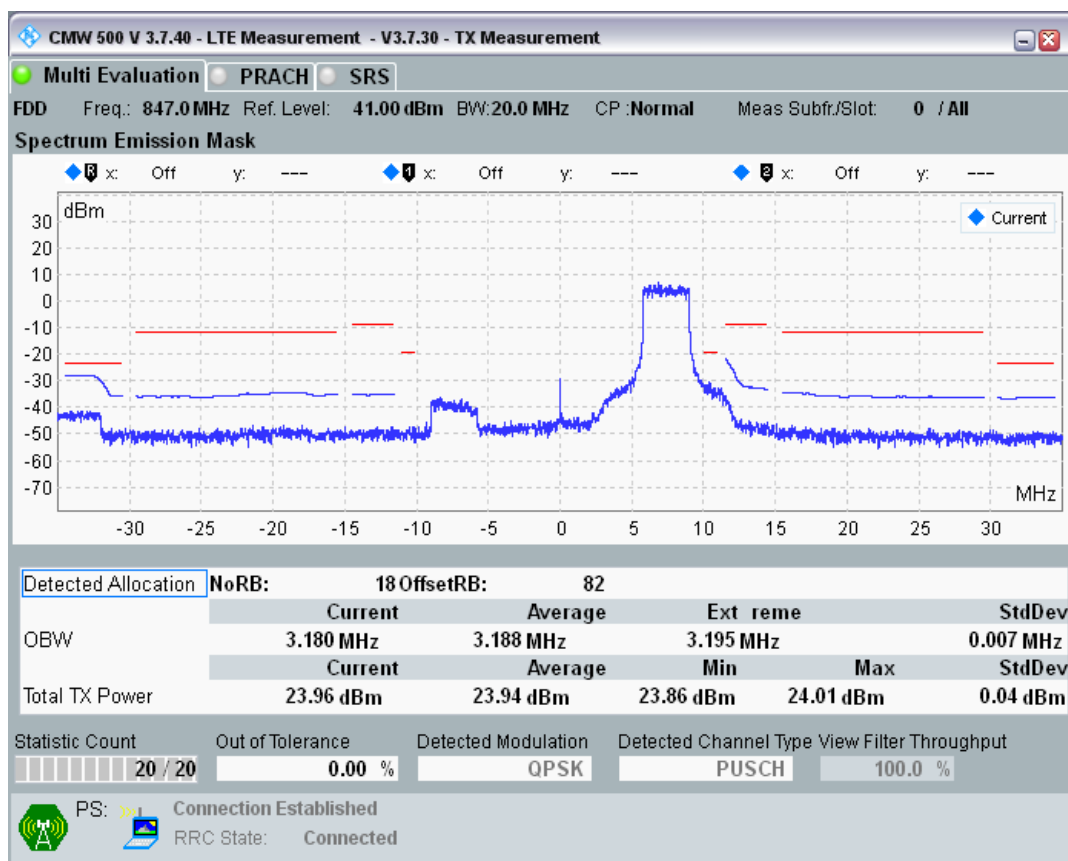 CMW 500 V 3.7.40 - LTE Measurement - V3.7.30 - TX Measurement
Multi Evaluation PRACH SRS
FDD Freq.: 847.0 MHz Ref. Level: 41.00 dBm BW:20.0 MHz CP :Normal Meas Subfr./Slot: 0 / All
Spectrum Emission Mask
R x: Off y: --- 1 x: Off y: --- 2 x: Off y: ---
dBm
Current
30
20
10
0
-10
-20
-30
-40
-50
-60
-70
MHz
-30 -25 -20 -15 -10 -5 0 5 10 15 20 25 30
Detected Allocation NoRB: 18 OffsetRB: 82
Current Average Ext reme StdDev
OBW 3.180 MHz 3.188 MHz 3.195 MHz 0.007 MHz
Current Average Min Max StdDev
Total TX Power 23.96 dBm 23.94 dBm 23.86 dBm 24.01 dBm 0.04 dBm
Statistic Count Out of Tolerance Detected Modulation Detected Channel Type View Filter Throughput
20 / 20 0.00 % QPSK PUSCH 100.0 %
PS: Connection Established
RRC State: Connected